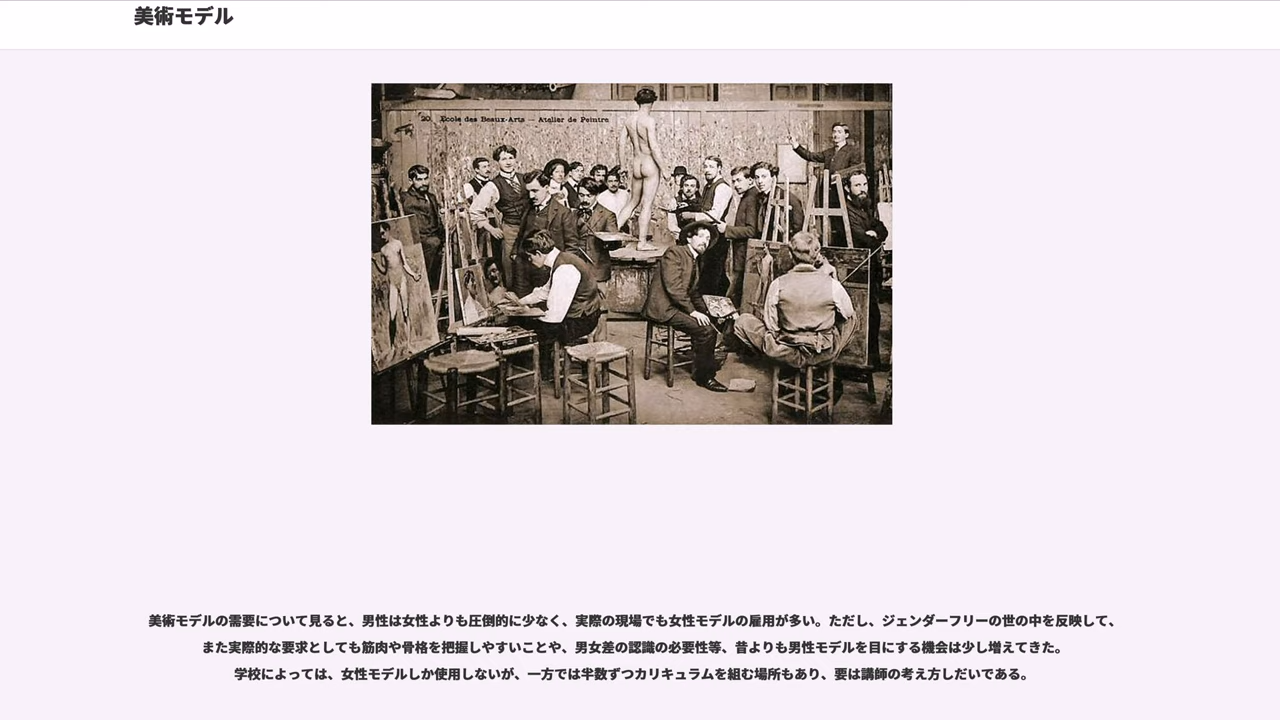 美術モデル
20. Ecole des Beaux-Arts — Atelier de Peintre
美術モデルの需要について見ると、男性は女性よりも圧倒的に少なく、実際の現場でも女性モデルの雇用が多い。ただし、ジェンダーフリーの世の中を反映して、
また実際的な要求としても筋肉や骨格を把握しやすいことや、男女差の認識の必要性等、昔よりも男性モデルを目にする機会は少し増えてきた。
学校によっては、女性モデルしか使用しないが、一方では半数ずつカリキュラムを組む場所もあり、要は講師の考え方しだいである。